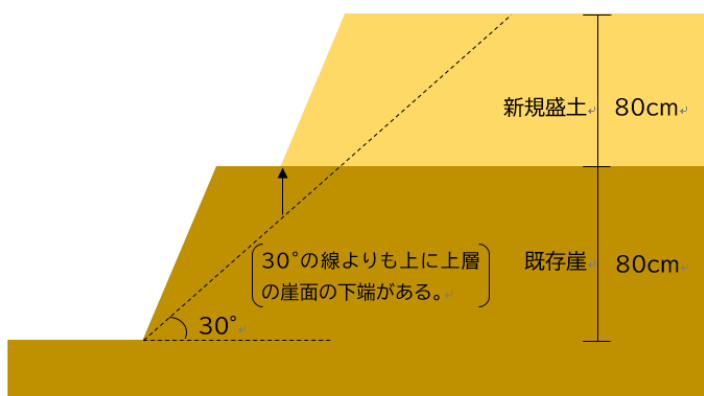 新規盛土
80cm
30°の線よりも上に上層
の崖面の下端がある。
既存崖
80cm
30°